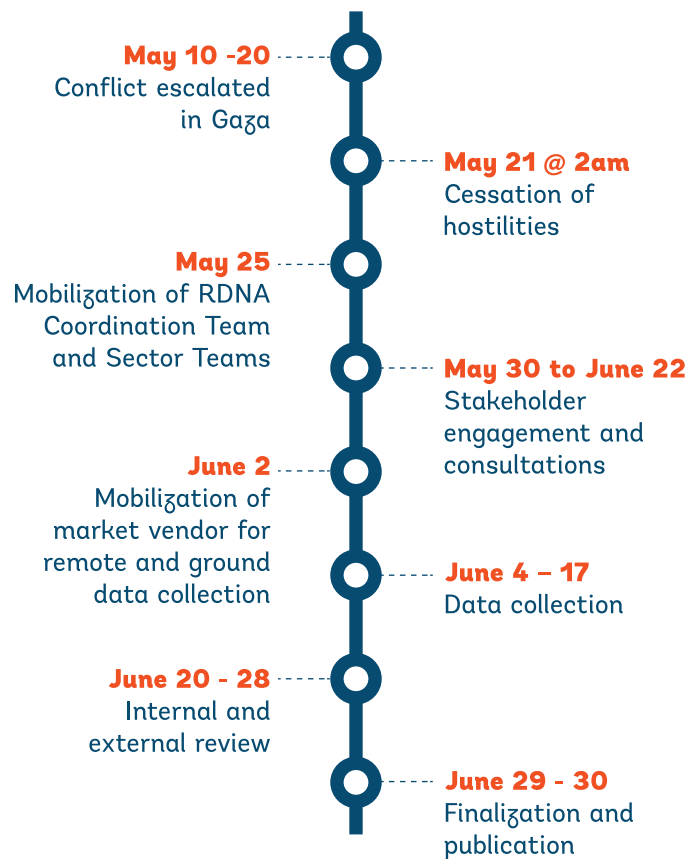 May 10 -20
Conflict escalated
in Gaza
May 21 @ 2am
Cessation of
hostilities
May 25
Mobilization of RDNA
Coordination Team
and Sector Teams
May 30 to June 22
Stakeholder
engagement and
consultations
June 2
Mobilization of
market vendor for
remote and ground
data collection
June 4 – 17
Data collection
June 20 - 28
Internal and
external review
June 29 - 30
Finalization and
publication